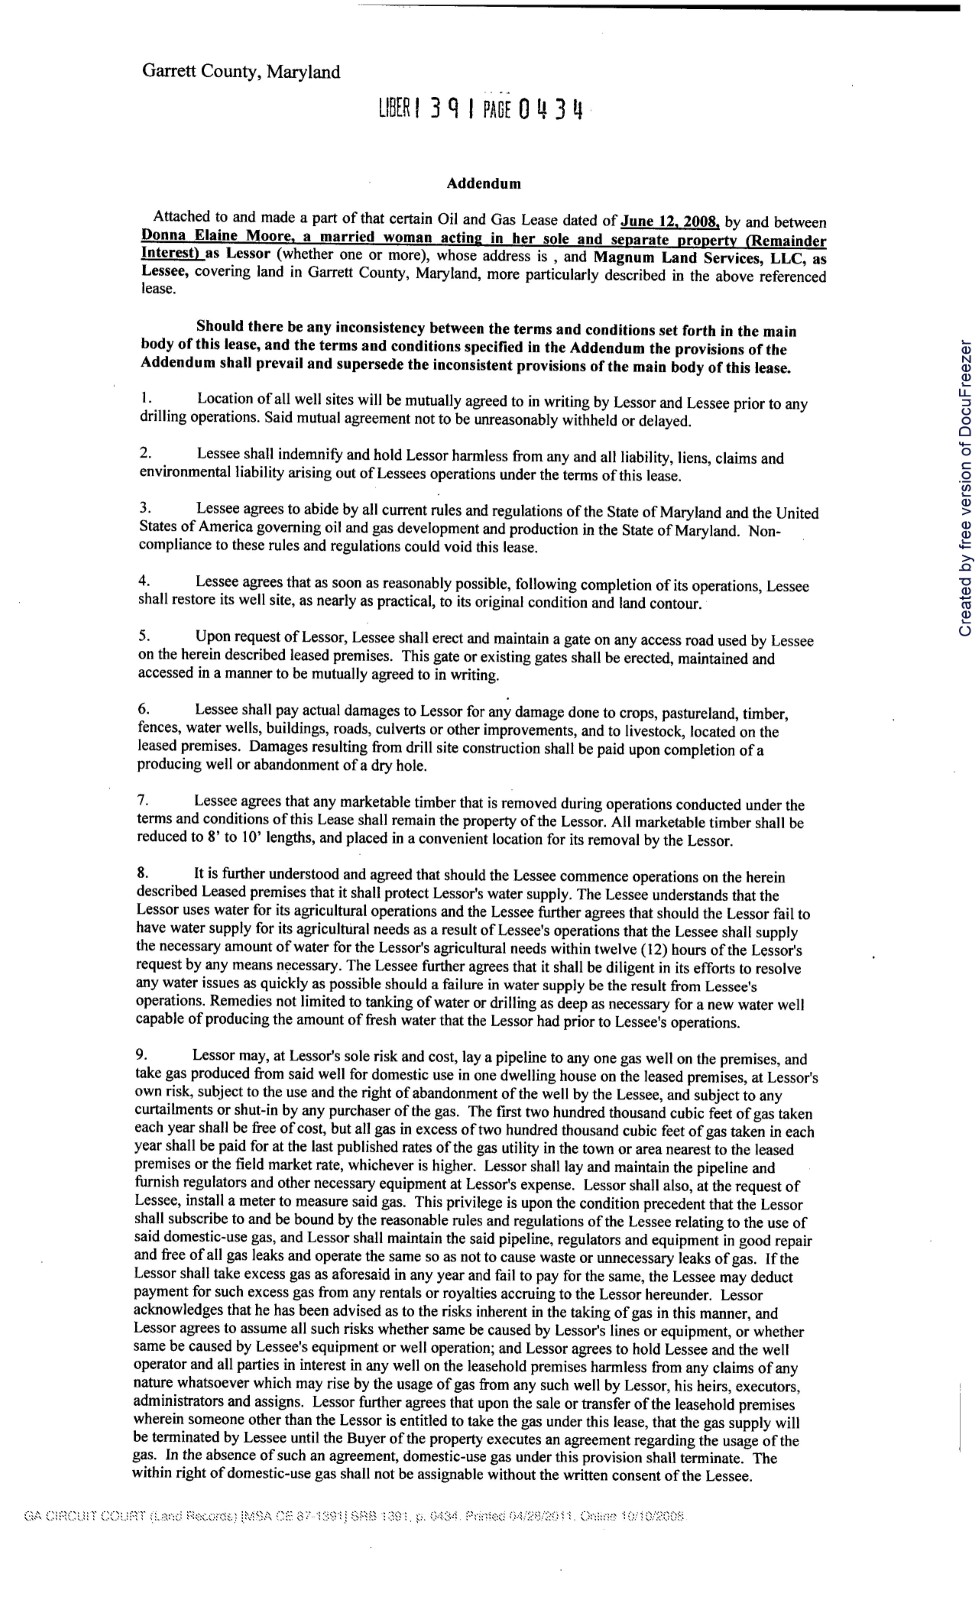 Garrett County, Maryland
LIBER 1391 PAGE 0434
Addendum
Attached to and made a part of that certain Oil and Gas Lease dated of June 12, 2008, by and between
Donna Elaine Moore, a married woman acting in her sole and separate property (Remainder
Interest) as Lessor (whether one or more), whose address is , and Magnum Land Services, LLC, as
Lessee, covering land in Garrett County, Maryland, more particularly described in the above referenced
lease.
Should there be any inconsistency between the terms and conditions set forth in the main
body of this lease, and the terms and conditions specified in the Addendum the provisions of the
Addendum shall prevail and supersede the inconsistent provisions of the main body of this lease.
1. Location of all well sites will be mutually agreed to in writing by Lessor and Lessee prior to any
drilling operations. Said mutual agreement not to be unreasonably withheld or delayed.
2. Lessee shall indemnify and hold Lessor harmless from any and all liability, liens, claims and
environmental liability arising out of Lessees operations under the terms of this lease.
3. Lessee agrees to abide by all current rules and regulations of the State of Maryland and the United
States of America governing oil and gas development and production in the State of Maryland. Non-
compliance to these rules and regulations could void this lease.
4. Lessee agrees that as soon as reasonably possible, following completion of its operations, Lessee
shall restore its well site, as nearly as practical, to its original condition and land contour.
5. Upon request of Lessor, Lessee shall erect and maintain a gate on any access road used by Lessee
on the herein described leased premises. This gate or existing gates shall be erected, maintained and
accessed in a manner to be mutually agreed to in writing.
6. Lessee shall pay actual damages to Lessor for any damage done to crops, pastureland, timber,
fences, water wells, buildings, roads, culverts or other improvements, and to livestock, located on the
leased premises. Damages resulting from drill site construction shall be paid upon completion of a
producing well or abandonment of a dry hole.
7. Lessee agrees that any marketable timber that is removed during operations conducted under the
terms and conditions of this Lease shall remain the property of the Lessor. All marketable timber shall be
reduced to 8' to 10' lengths, and placed in a convenient location for its removal by the Lessor.
8. It is further understood and agreed that should the Lessee commence operations on the herein
described Leased premises that it shall protect Lessor's water supply. The Lessee understands that the
Lessor uses water for its agricultural operations and the Lessee further agrees that should the Lessor fail to
have water supply for its agricultural needs as a result of Lessee's operations that the Lessee shall supply
the necessary amount of water for the Lessor's agricultural needs within twelve (12) hours of the Lessor's
request by any means necessary. The Lessee further agrees that it shall be diligent in its efforts to resolve
any water issues as quickly as possible should a failure in water supply be the result from Lessee's
operations. Remedies not limited to tanking of water or drilling as deep as necessary for a new water well
capable of producing the amount of fresh water that the Lessor had prior to Lessee's operations.
9. Lessor may, at Lessor's sole risk and cost, lay a pipeline to any one gas well on the premises, and
take gas produced from said well for domestic use in one dwelling house on the leased premises, at Lessor's
own risk, subject to the use and the right of abandonment of the well by the Lessee, and subject to any
curtailments or shut-in by any purchaser of the gas. The first two hundred thousand cubic feet of gas taken
each year shall be free of cost, but all gas in excess of two hundred thousand cubic feet of gas taken in each
year shall be paid for at the last published rates of the gas utility in the town or area nearest to the leased
premises or the field market rate, whichever is higher. Lessor shall lay and maintain the pipeline and
furnish regulators and other necessary equipment at Lessor's expense. Lessor shall also, at the request of
Lessee, install a meter to measure said gas. This privilege is upon the condition precedent that the Lessor
shall subscribe to and be bound by the reasonable rules and regulations of the Lessee relating to the use of
said domestic-use gas, and Lessor shall maintain the said pipeline, regulators and equipment in good repair
and free of all gas leaks and operate the same so as not to cause waste or unnecessary leaks of gas. If the
Lessor shall take excess gas as aforesaid in any year and fail to pay for the same, the Lessee may deduct
payment for such excess gas from any rentals or royalties accruing to the Lessor hereunder. Lessor
acknowledges that he has been advised as to the risks inherent in the taking of gas in this manner, and
Lessor agrees to assume all such risks whether same be caused by Lessor's lines or equipment, or whether
same be caused by Lessee's equipment or well operation; and Lessor agrees to hold Lessee and the well
operator and all parties in interest in any well on the leasehold premises harmless from any claims of any
nature whatsoever which may rise by the usage of gas from any such well by Lessor, his heirs, executors,
administrators and assigns. Lessor further agrees that upon the sale or transfer of the leasehold premises
wherein someone other than the Lessor is entitled to take the gas under this lease, that the gas supply will
be terminated by Lessee until the Buyer of the property executes an agreement regarding the usage of the
gas. In the absence of such an agreement, domestic-use gas under this provision shall terminate. The
within right of domestic-use gas shall not be assignable without the written consent of the Lessee.
GA CIRCUIT COURT (Land Records) [MSA CE 87-1391] SRB 1391, p. 0434. Printed 04/28/2011. Online 10/10/2008.
Created by free version of DocuFreezer